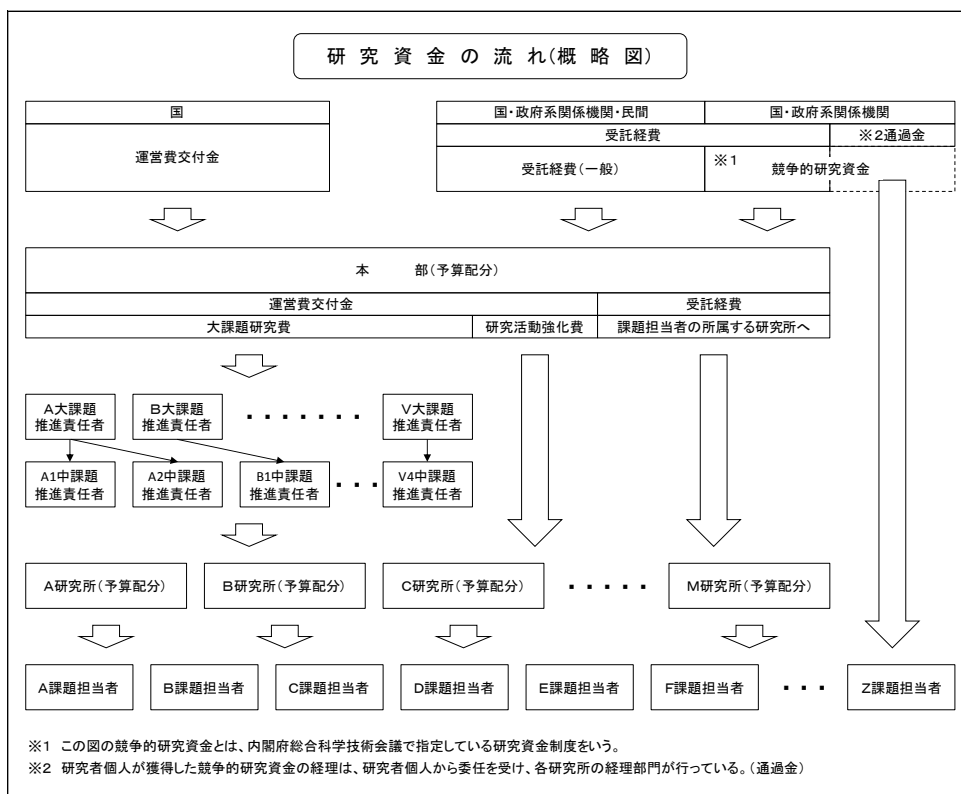 研 究 資 金 の 流 れ(概 略 図)
国
運営費交付金
国・政府系関係機関・民間
国・政府系関係機関
受託経費
※2通過金
受託経費(一般)
※1
競争的研究資金
本 部(予算配分)
運営費交付金
受託経費
大課題研究費
研究活動強化費
課題担当者の所属する研究所へ
A大課題
推進責任者
B大課題
推進責任者
・・・・・・・
V大課題
推進責任者
A1中課題
推進責任者
A2中課題
推進責任者
B1中課題
推進責任者
・・・
V4中課題
推進責任者
A研究所(予算配分)
B研究所(予算配分)
C研究所(予算配分)
・・・・・
M研究所(予算配分)
A課題担当者
B課題担当者
C課題担当者
D課題担当者
E課題担当者
F課題担当者
・・・
Z課題担当者
※1 この図の競争的研究資金とは、内閣府総合科学技術会議で指定している研究資金制度をいう。
※2 研究者個人が獲得した競争的研究資金の経理は、研究者個人から委任を受け、各研究所の経理部門が行っている。(通過金)